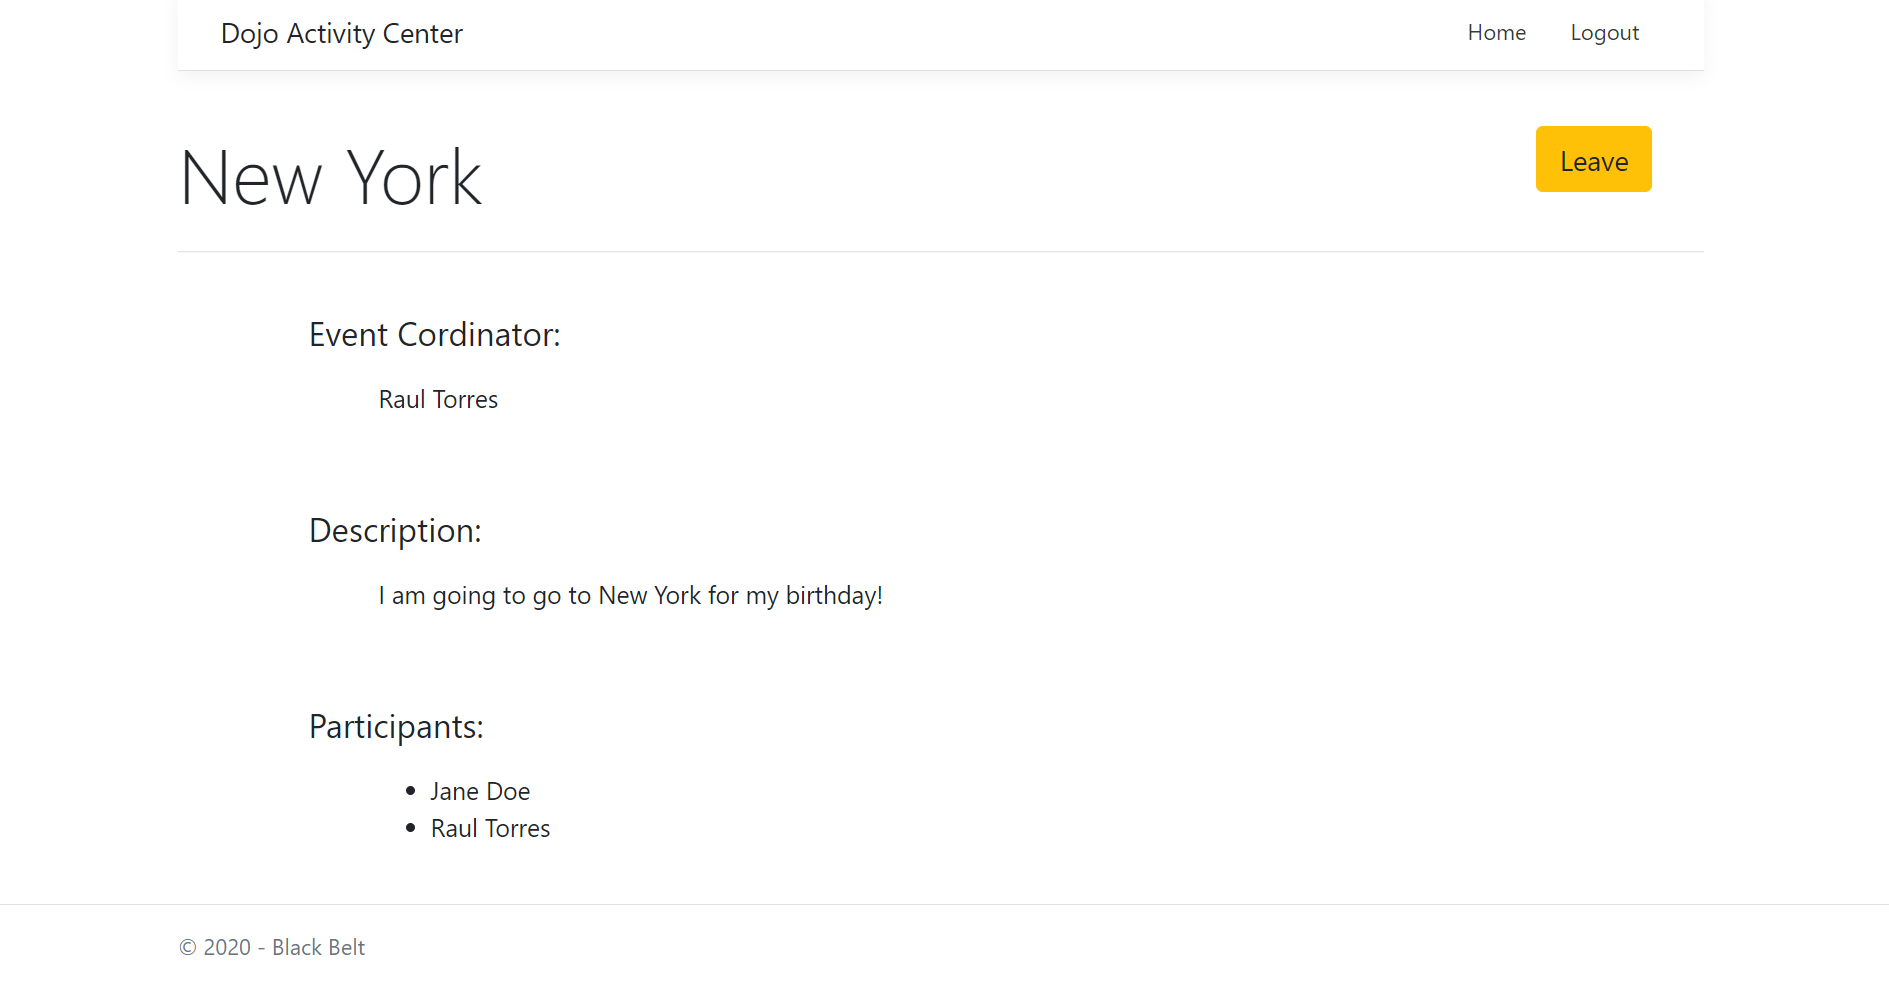 Dojo Activity Center
Home
Logout
New York
Leave
Event Cordinator:
Raul Torres
Description:
I am going to go to New York for my birthday!
Participants:
Jane Doe
Raul Torres
© 2020 - Black Belt